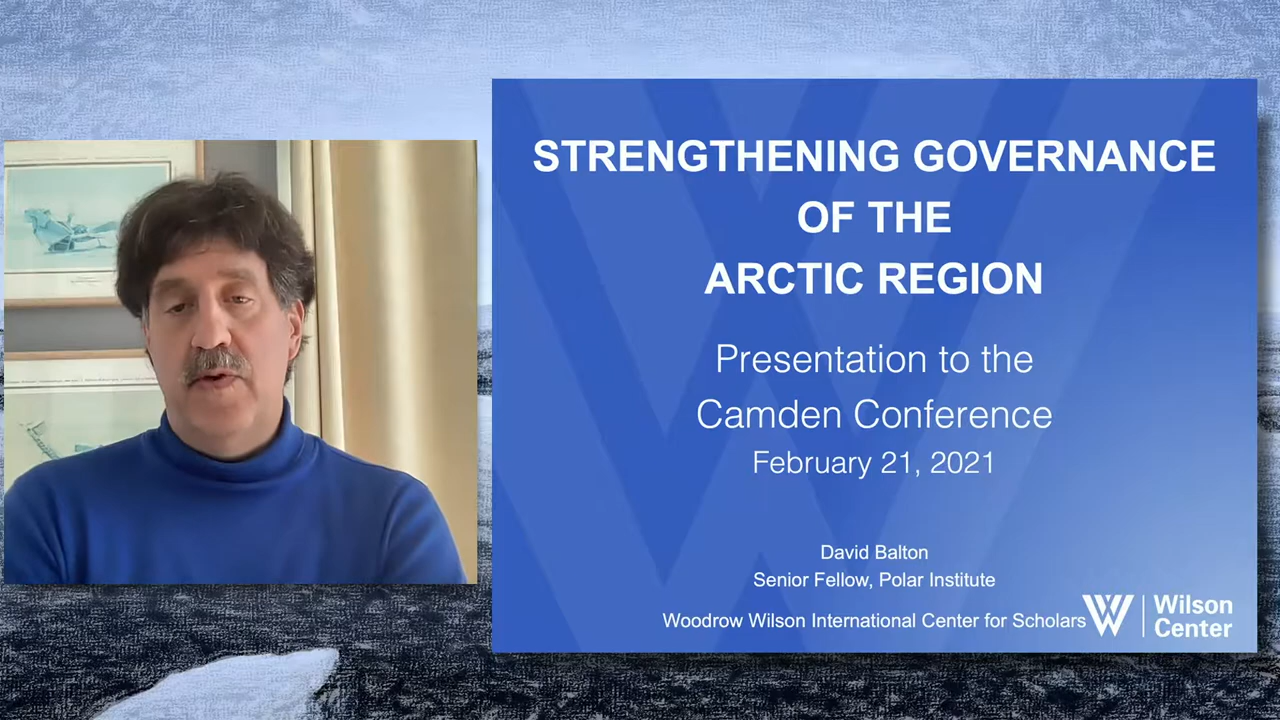 STRENGTHENING GOVERNANCE
OF THE
ARCTIC REGION
Presentation to the
Camden Conference
February 21, 2021
David Balton
Senior Fellow, Polar Institute
Woodrow Wilson International Center for Scholars
Wilson
Center